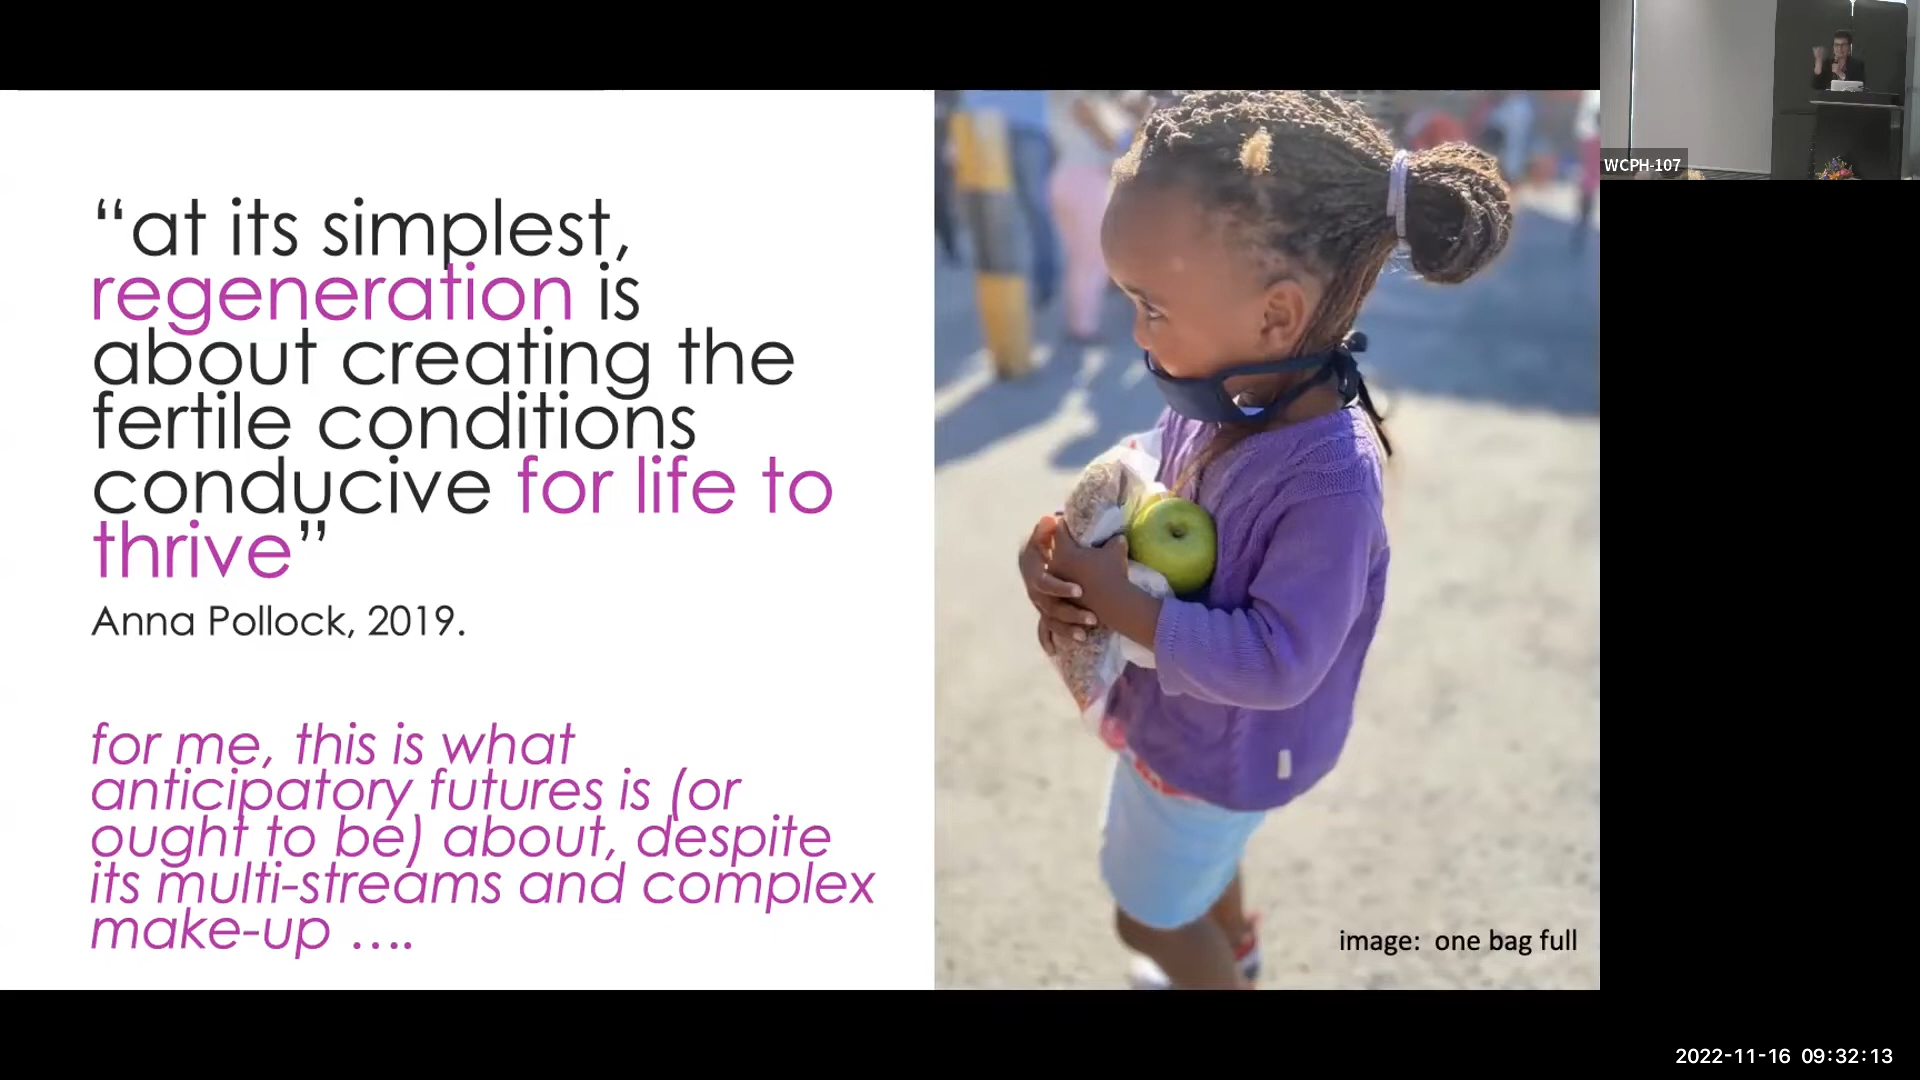 “at its simplest,
regeneration is
about creating the
fertile conditions
conducive for life to
thrive”
Anna Pollock, 2019.
for me, this is what
anticipatory futures is (or
ought to be) about, despite
its multi-streams and complex
make-up ….
image: one bag full
WCPH-107
2022-11-16 09:32:13